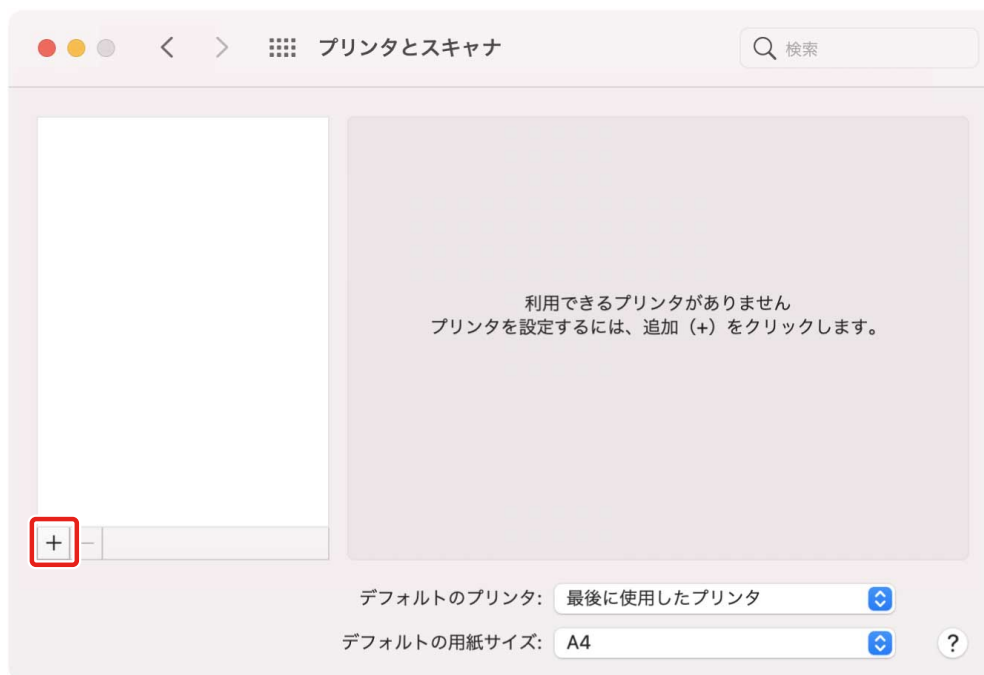 プリンタとスキャナ
検索
利用できるプリンタがありません
プリンタを設定するには、追加（+）をクリックします。
+ −
デフォルトのプリンタ: 最後に使用したプリンタ
デフォルトの用紙サイズ: A4
?